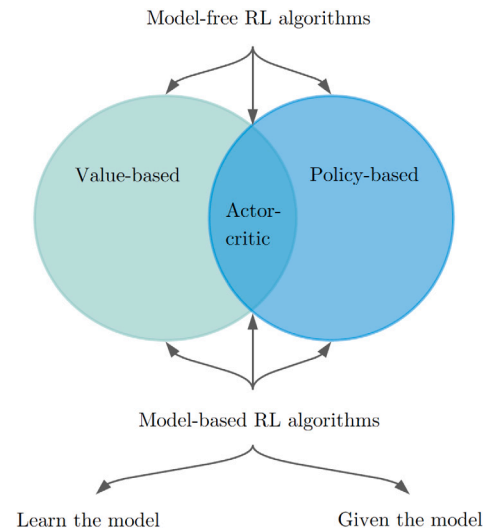 Model-free RL algorithms
Value-based
Policy-based
Actor-
critic
Model-based RL algorithms
Learn the model
Given the model